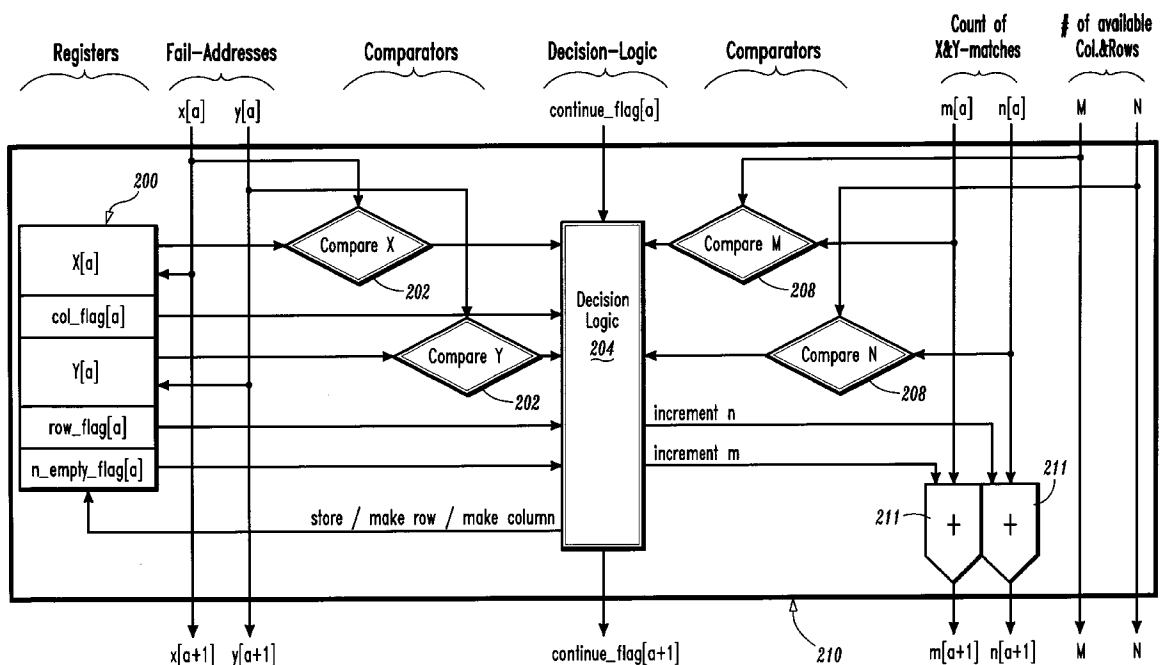 Registers
Fail-Addresses
Comparators
Decision-Logic
Comparators
Count of
X&Y-matches
# of available
Col.&Rows
x[a]
y[a]
continue_flag[a]
m[a]
n[a]
M
N
200
X[a]
col_flag[a]
Y[a]
row_flag[a]
n_empty_flag[a]
Compare X
202
Compare Y
202
Decision
Logic
204
Compare M
208
Compare N
208
increment n
increment m
store / make row / make column
211
+
+
211
210
x[a+1]
y[a+1]
continue_flag[a+1]
m[a+1]
n[a+1]
M
N